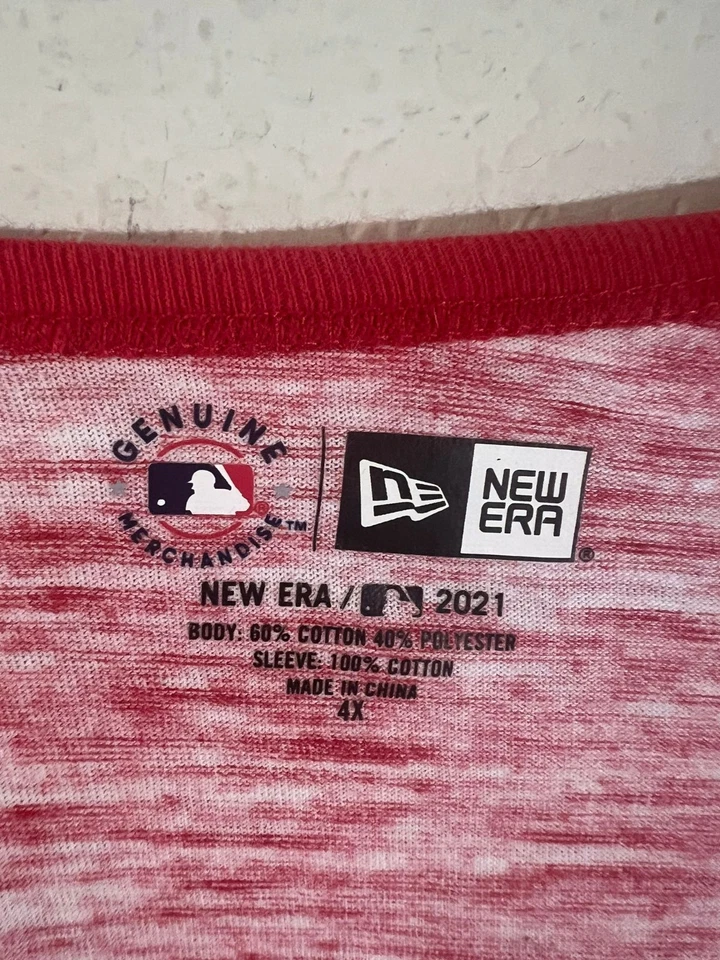 GENUINE
MERCHANDISE™
NE
NEW
ERA®
NEW ERA / 2021
BODY: 60% COTTON 40% POLYESTER
SLEEVE: 100% COTTON
MADE IN CHINA
4X